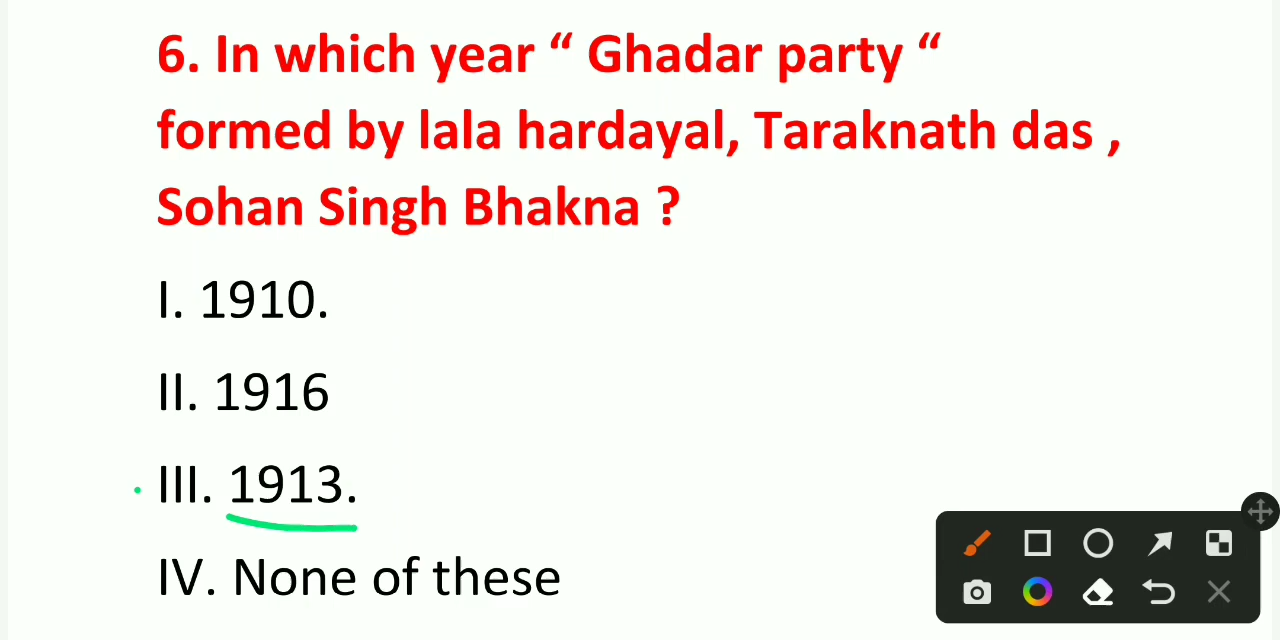 6. In which year “ Ghadar party “
formed by lala hardayal, Taraknath das ,
Sohan Singh Bhakna ?
I. 1910.
II. 1916
III. 1913.
IV. None of these